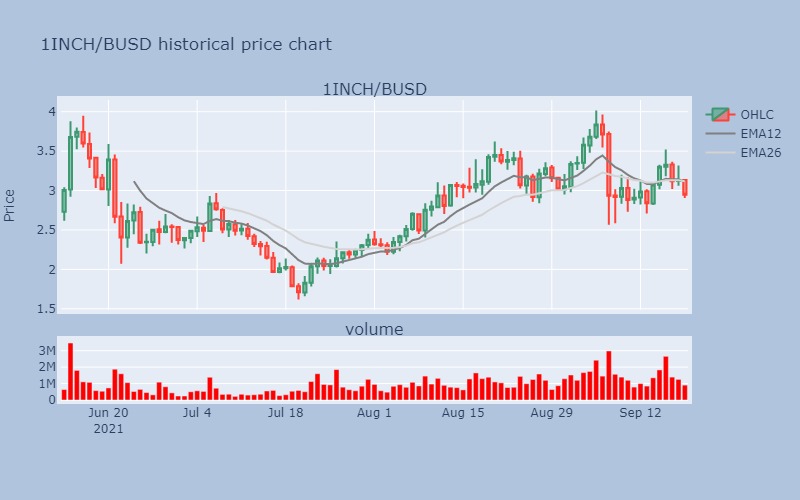 1INCH/BUSD historical price chart
1INCH/BUSD
OHLC
EMA12
EMA26
Price
4
3.5
3
2.5
2
1.5
volume
3M
2M
1M
0
Jun 20
2021
Jul 4
Jul 18
Aug 1
Aug 15
Aug 29
Sep 12